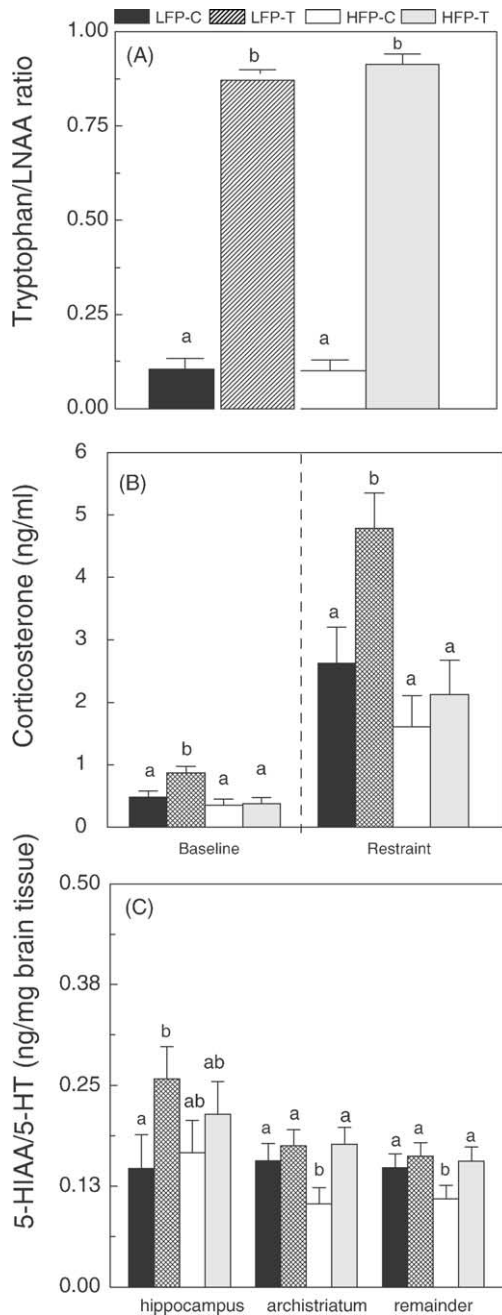 LFP-C LFP-T HFP-C HFP-T
(A)
Tryptophan/LNAA ratio
1.00
0.75
0.50
0.25
0.00
a b a b
(B)
Corticosterone (ng/ml)
6
5
4
3
2
1
0
a b a a a b a a
Baseline Restraint
(C)
5-HIAA/5-HT (ng/mg brain tissue)
0.50
0.38
0.25
0.13
0.00
a b ab ab a a b a a a b a
hippocampus archistriatum remainder